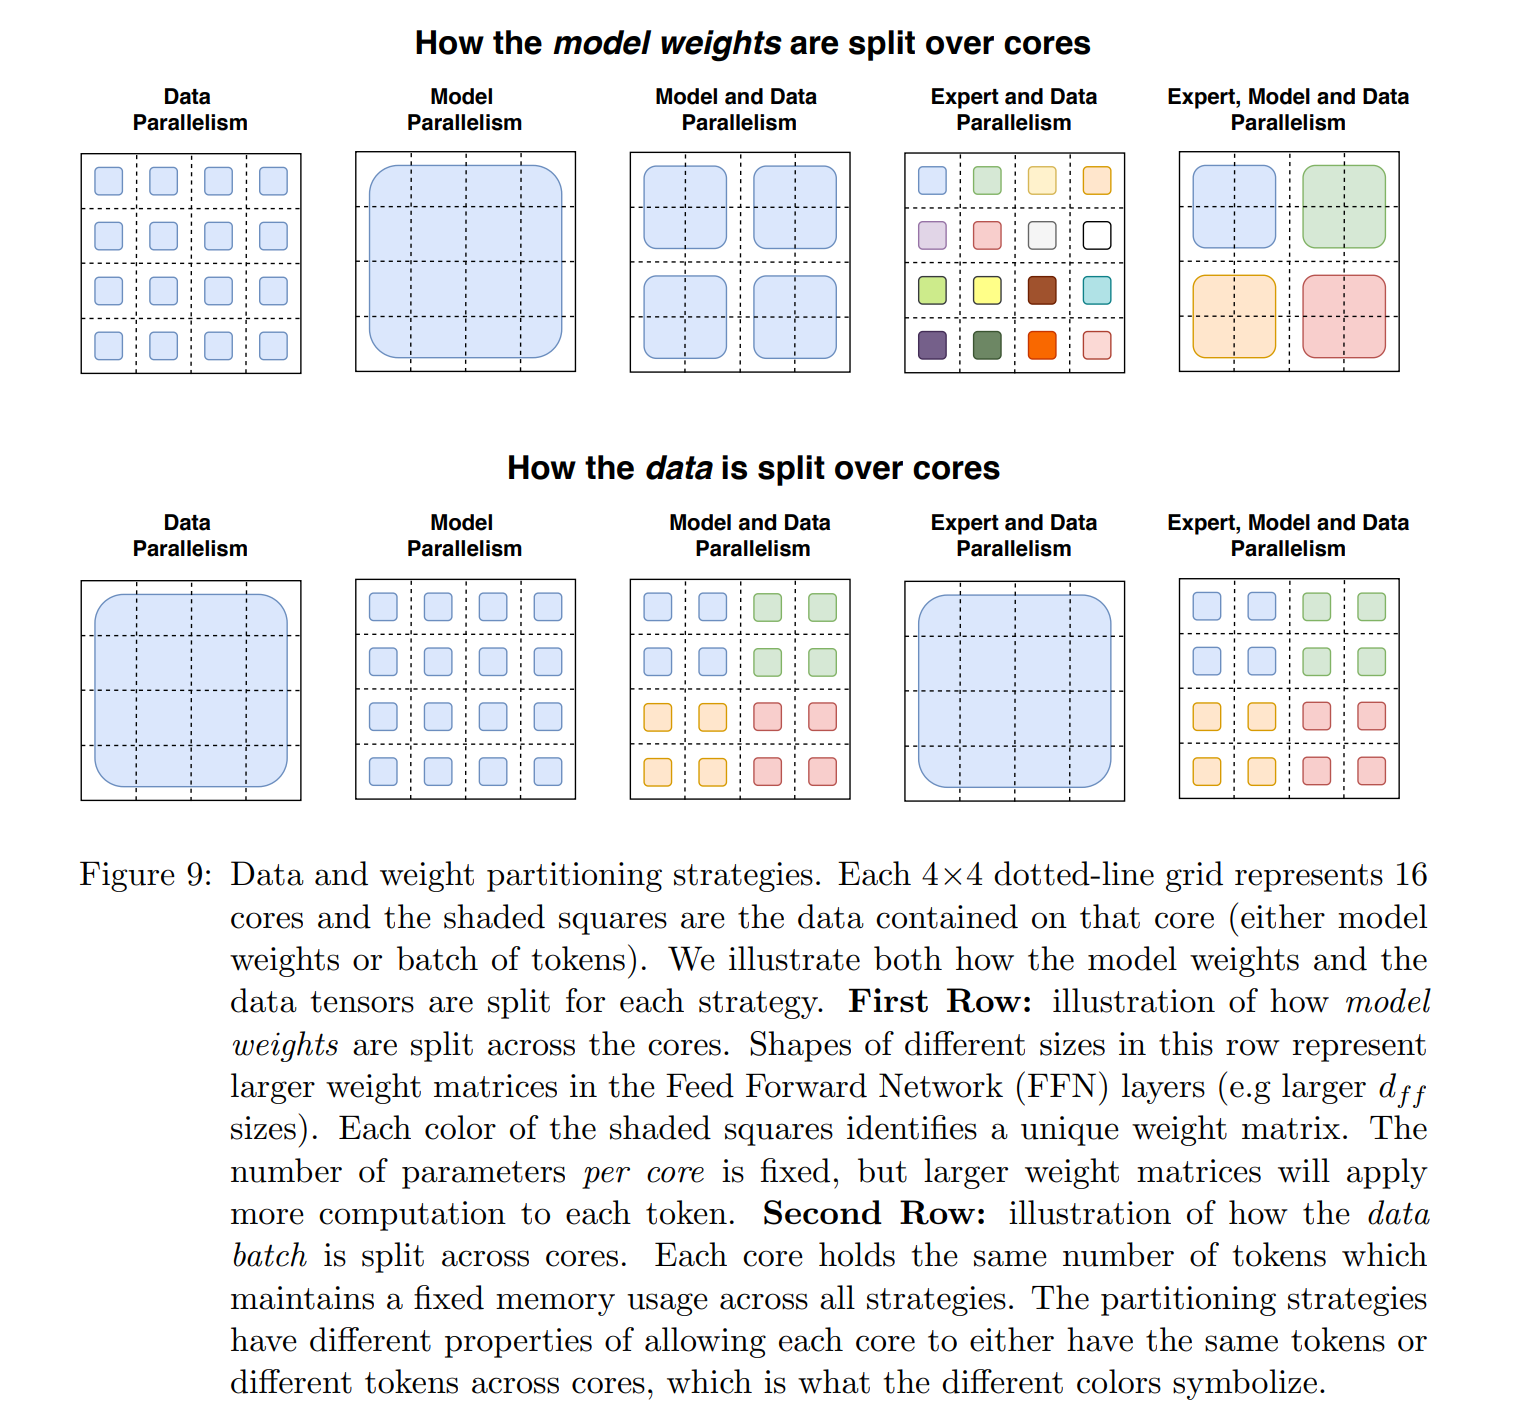 How the model weights are split over cores
Data
Parallelism
Model
Parallelism
Model and Data
Parallelism
Expert and Data
Parallelism
Expert, Model and Data
Parallelism
How the data is split over cores
Data
Parallelism
Model
Parallelism
Model and Data
Parallelism
Expert and Data
Parallelism
Expert, Model and Data
Parallelism
Figure 9: Data and weight partitioning strategies. Each 4×4 dotted-line grid represents 16
cores and the shaded squares are the data contained on that core (either model
weights or batch of tokens). We illustrate both how the model weights and the
data tensors are split for each strategy. First Row: illustration of how model
weights are split across the cores. Shapes of different sizes in this row represent
larger weight matrices in the Feed Forward Network (FFN) layers (e.g larger d_ff
sizes). Each color of the shaded squares identifies a unique weight matrix. The
number of parameters per core is fixed, but larger weight matrices will apply
more computation to each token. Second Row: illustration of how the data
batch is split across cores. Each core holds the same number of tokens which
maintains a fixed memory usage across all strategies. The partitioning strategies
have different properties of allowing each core to either have the same tokens or
different tokens across cores, which is what the different colors symbolize.